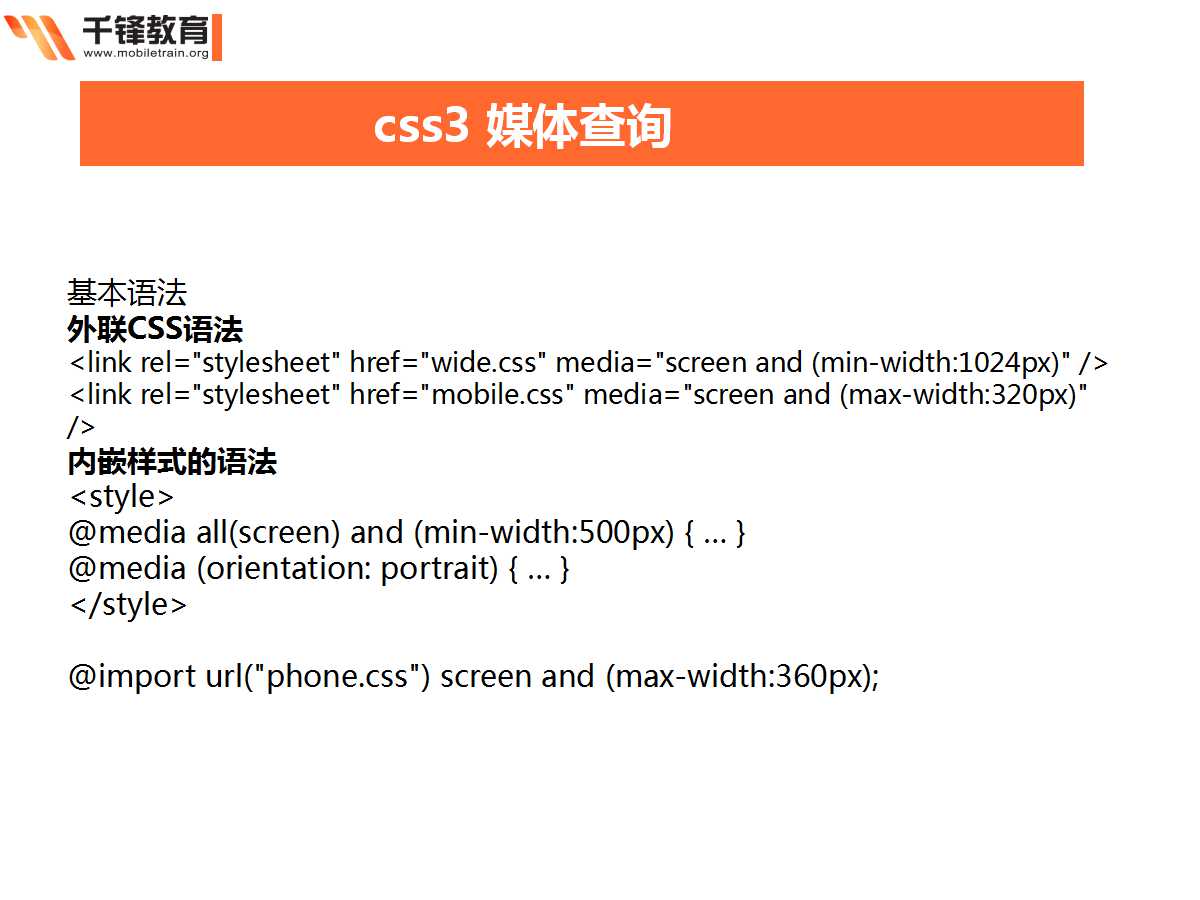 千锋教育
www.mobiletrain.org
css3 媒体查询
基本语法
外联CSS语法
<link rel="stylesheet" href="wide.css" media="screen and (min-width:1024px)" />
<link rel="stylesheet" href="mobile.css" media="screen and (max-width:320px)"
/>
内嵌样式的语法
<style>
@media all(screen) and (min-width:500px) { … }
@media (orientation: portrait) { … }
</style>
@import url("phone.css") screen and (max-width:360px);